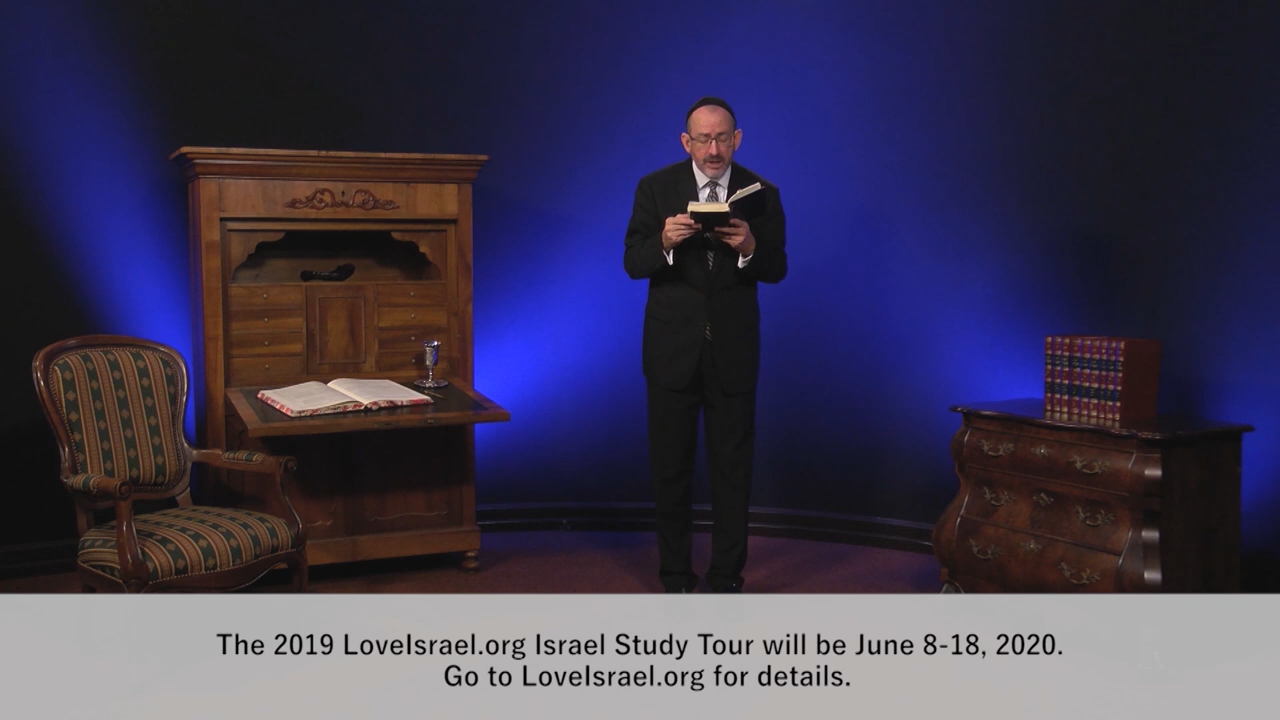 The 2019 LoveIsrael.org Israel Study Tour will be June 8-18, 2020.
Go to LoveIsrael.org for details.